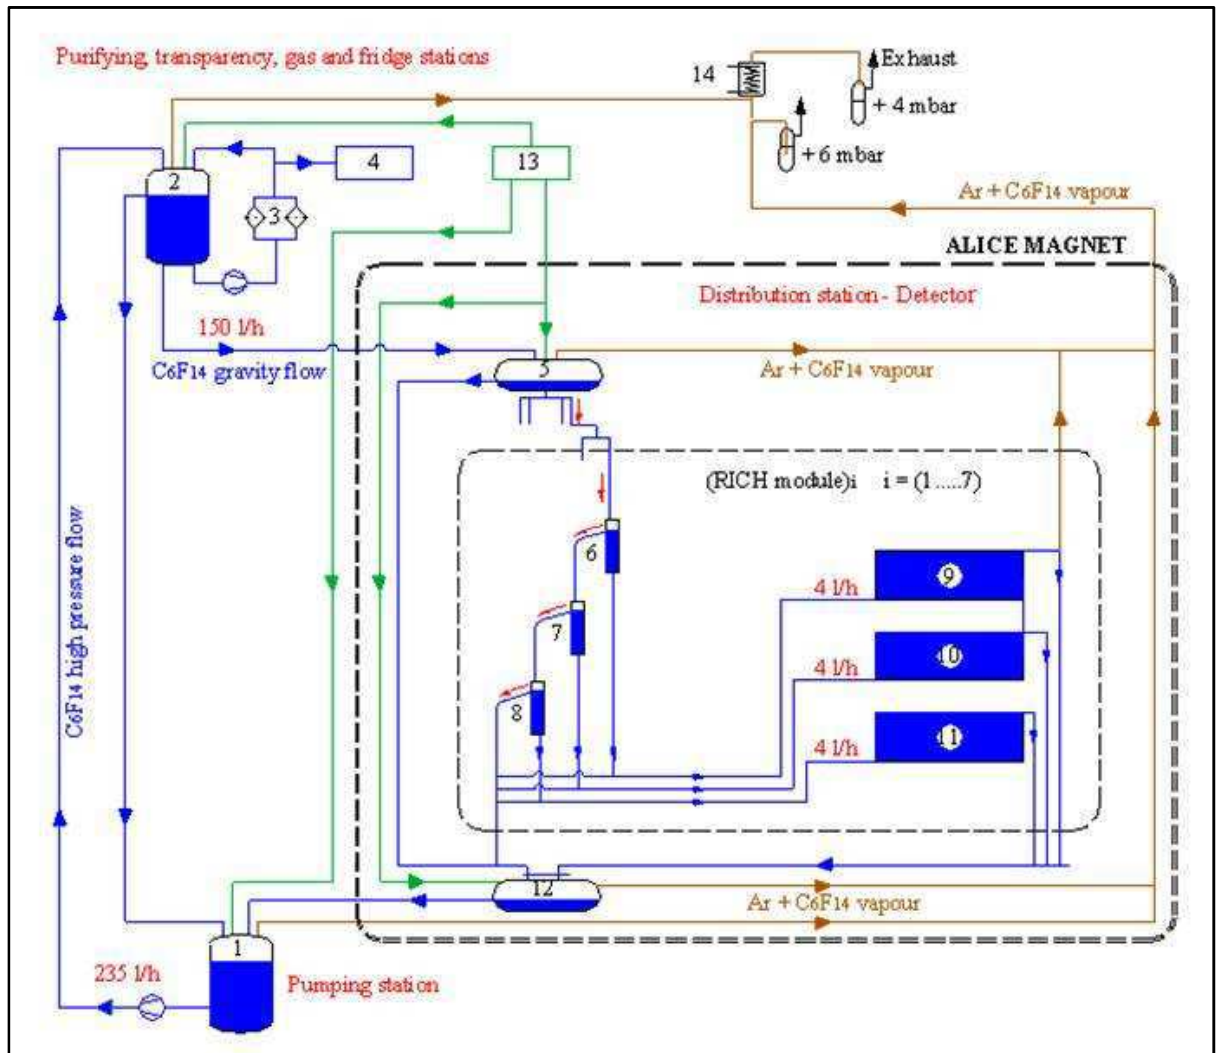 Purifying, transparency, gas and fridge stations
14
Exhaust
+ 4 mbar
+6 mbar
13
4
2
3
Ar + C6F14 vapour
ALICE MAGNET
Distribution station - Detector
150 l/h
C6F14 gravity flow
5
Ar + C6F14 vapour
(RICH module)i i = (1.....7)
C6F14 high pressure flow
6
9
4 l/h
7
10
4 l/h
8
11
4 l/h
12
Ar + C6F14 vapour
1
235 l/h
Pumping station